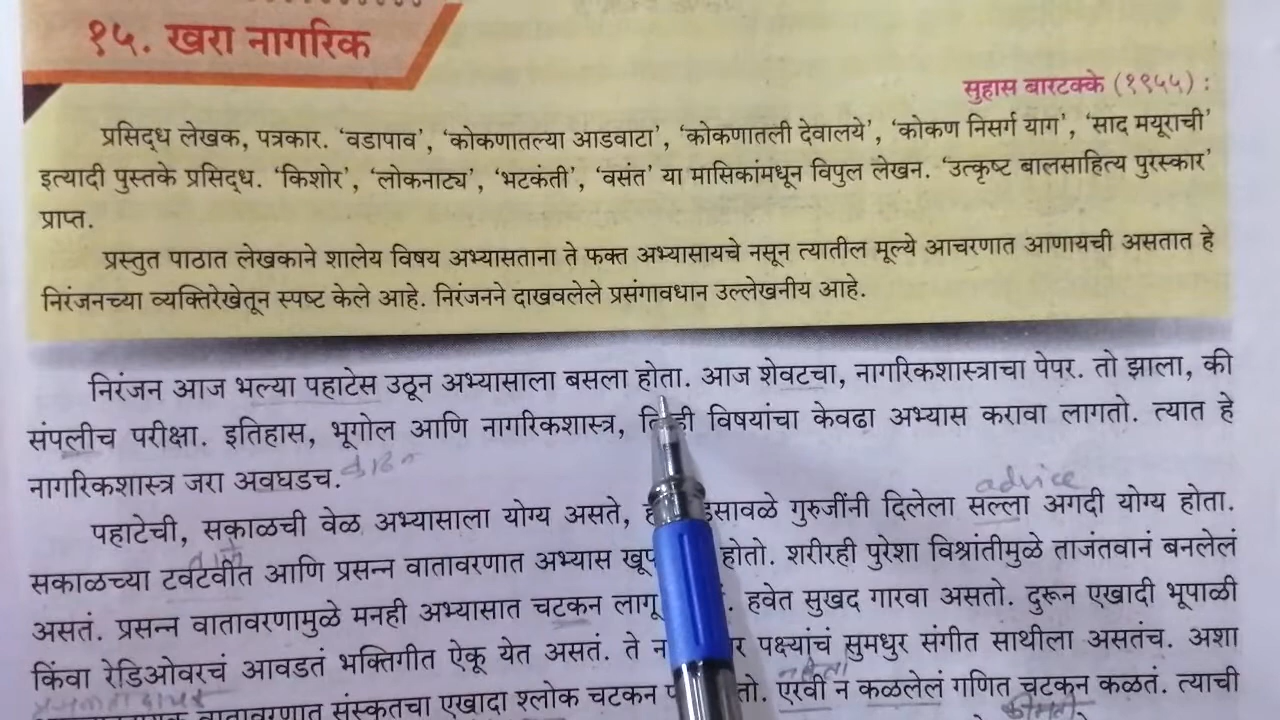 १५. खरा नागरिक
सुहास बारटक्के (१९५५) :
प्रसिद्ध लेखक, पत्रकार. ‘वडापाव’, ‘कोकणातल्या आडवाटा’, ‘कोकणातली देवालये’, ‘कोकण निसर्ग याग’, ‘साद मयूराची’
इत्यादी पुस्तके प्रसिद्ध. ‘किशोर’, ‘लोकनाट्य’, ‘भटकंती’, ‘वसंत’ या मासिकांमधून विपुल लेखन. ‘उत्कृष्ट बालसाहित्य पुरस्कार’
प्राप्त.
प्रस्तुत पाठात लेखकाने शालेय विषय अभ्यासताना ते फक्त अभ्यासायचे नसून त्यातील मूल्ये आचरणात आणायची असतात हे
निरंजनच्या व्यक्तिरेखेतून स्पष्ट केले आहे. निरंजनने दाखवलेले प्रसंगावधान उल्लेखनीय आहे.
निरंजन आज भल्या पहाटेस उठून अभ्यासाला बसला होता. आज शेवटचा, नागरिकशास्त्राचा पेपर. तो झाला, की
संपलीच परीक्षा. इतिहास, भूगोल आणि नागरिकशास्त्र, विषयांचा केवढा अभ्यास करावा लागतो. त्यात हे
नागरिकशास्त्र जरा अवघडच.
advice
पहाटेची, सकाळची वेळ अभ्यासाला योग्य असते, गुरुजींनी दिलेला सल्ला अगदी योग्य होता.
सकाळच्या टवटवीत आणि प्रसन्न वातावरणात अभ्यास होतो. शरीरही पुरेशा विश्रांतीमुळे ताजंतवानं बनलेलं
असतं. प्रसन्न वातावरणामुळे मनही अभ्यासात चटकन हवेत सुखद गारवा असतो. दुरून एखादी भूपाळी
किंवा रेडिओवरचं आवडतं भक्तिगीत ऐकू येत असतं. ते पक्ष्यांचं सुमधुर संगीत साथीला असतंच. अशा
वातावरणात संस्कृतचा एखादा श्लोक चटकन एरवी न कळलेलं गणित चटकन कळतं. त्याची